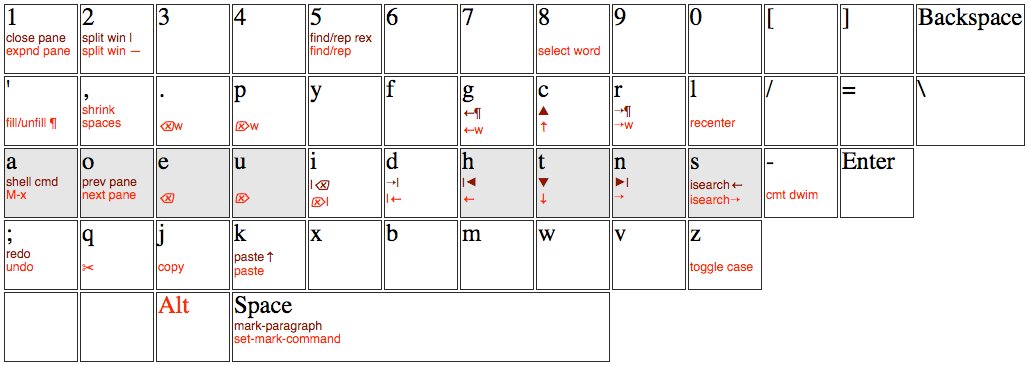 1 2 3 4 5 6 7 8 9 0 [ ] Backspace
close pane split win | find/rep rex
expnd pane split win — find/rep select word
' , . p y f g c r l / = \
shrink ←¶ ▲ →¶
fill/unfill ¶ spaces ⌫w ⌦w ←w ↑ →w recenter
a o e u i d h t n s - Enter
shell cmd prev pane |⌫ →| |◀ ▼ ▶| isearch←
M-x next pane ⌫ ⌦ ⌦| |← ← ↓ → isearch→ cmt dwim
; q j k x b m w v z
redo paste↑
undo ✂ copy paste toggle case
Alt Space
mark-paragraph
set-mark-command